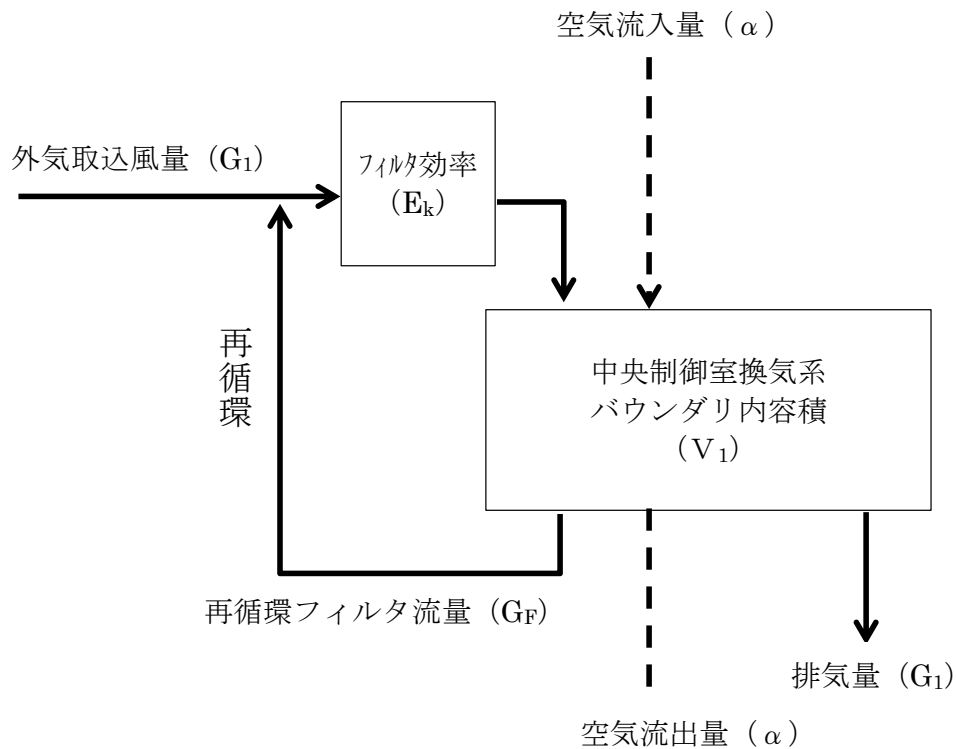 空気流入量（α）
外気取込風量（G₁）
ﾌｨﾙﾀ効率
（Eₖ）
再循環
中央制御室換気系
バウンダリ内容積
（Ｖ₁）
再循環フィルタ流量（G_F）
排気量（G₁）
空気流出量（α）